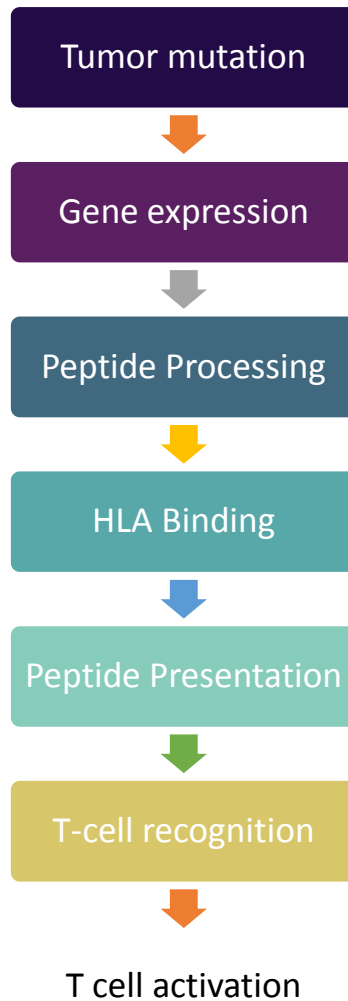 Tumor mutation
Gene expression
Peptide Processing
HLA Binding
Peptide Presentation
T-cell recognition
T cell activation